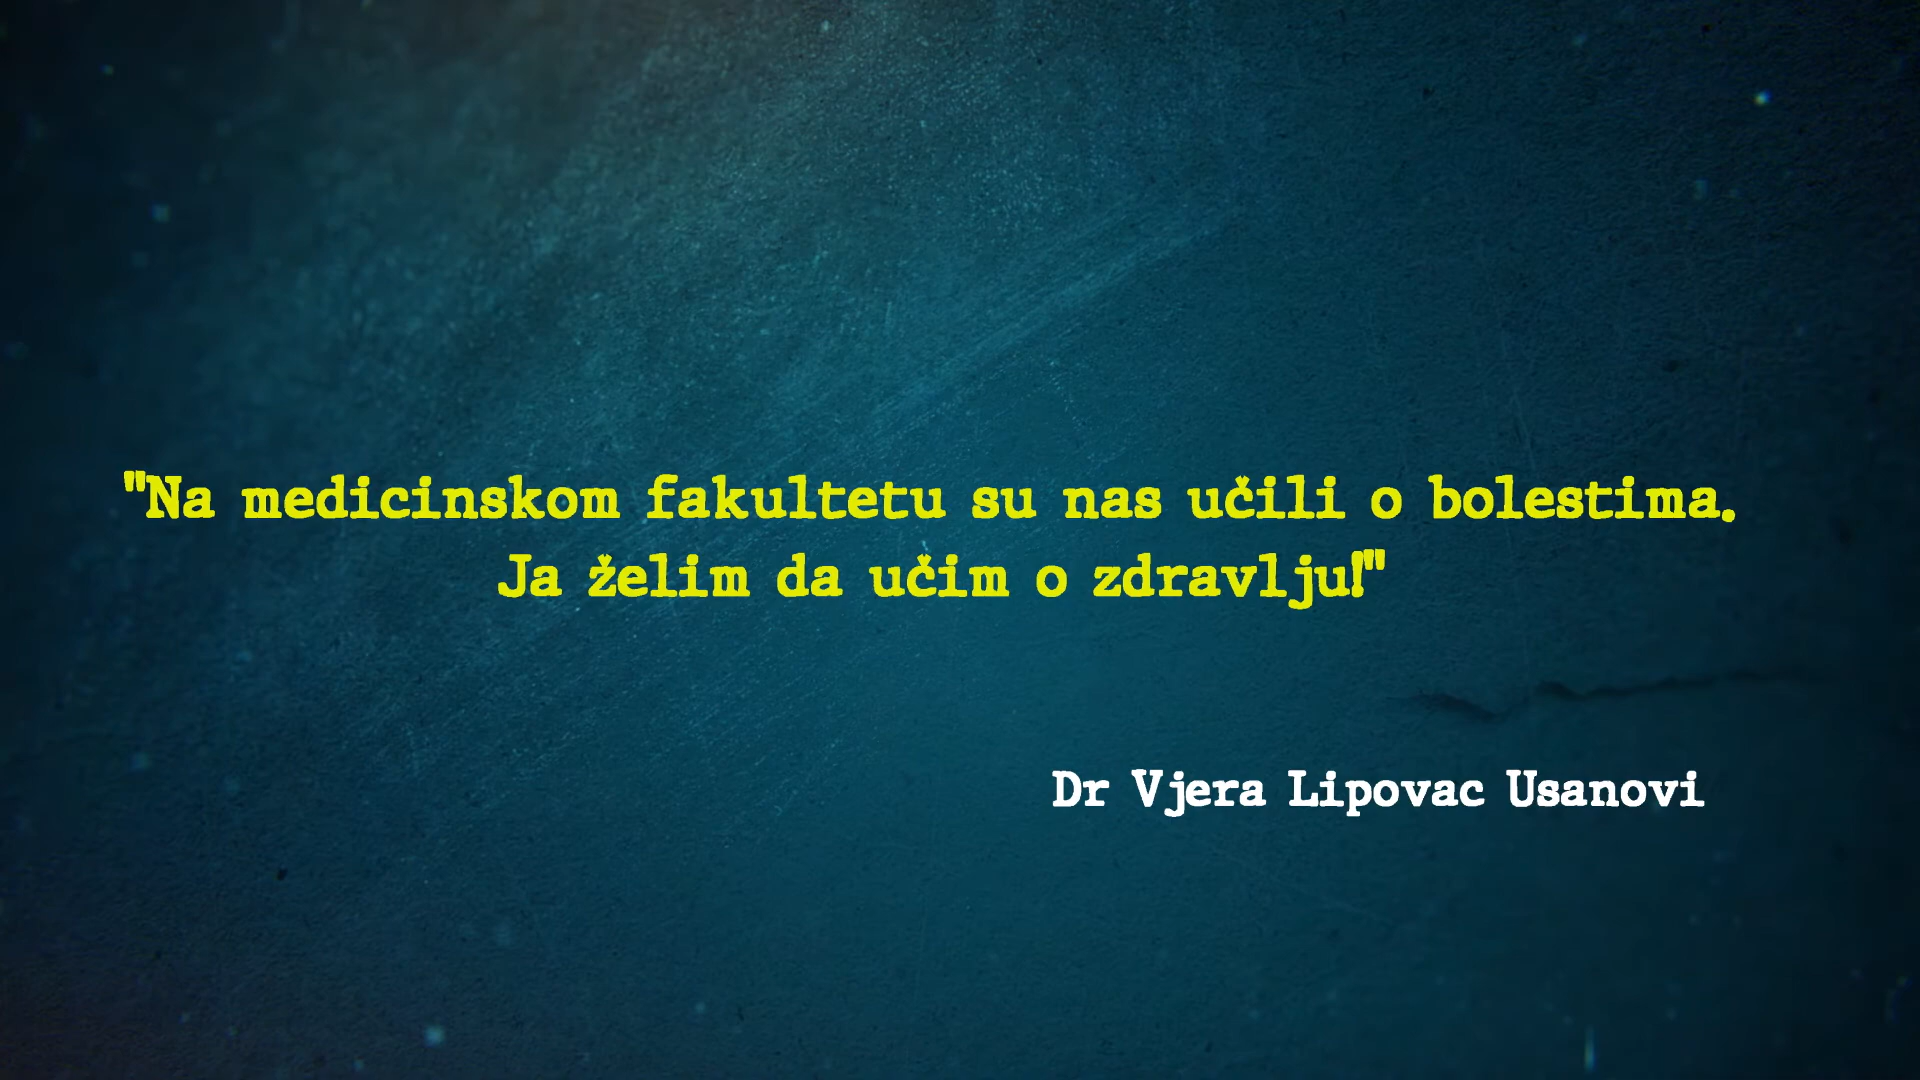 "Na medicinskom fakultetu su nas učili o bolestima.
Ja želim da učim o zdravlju!"
Dr Vjera Lipovac Usanovi